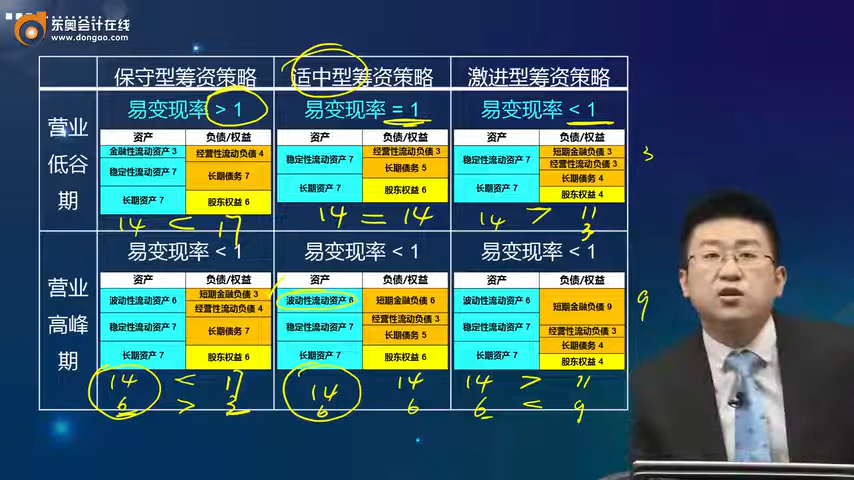 东奥会计在线
www.dongao.com
保守型筹资策略 适中型筹资策略 激进型筹资策略
营业低谷期
易变现率 > 1 易变现率 = 1 易变现率 < 1
资产 负债/权益 资产 负债/权益 资产 负债/权益
金融性流动资产 3
稳定性流动资产 7
长期资产 7
经营性流动负债 4
长期债务 7
股东权益 6
稳定性流动资产 7
长期资产 7
经营性流动负债 3
长期债务 5
股东权益 6
稳定性流动资产 7
长期资产 7
短期金融负债 3
经营性流动负债 3
长期债务 4
股东权益 4
3
14 < 17
14 = 14
14 > 11
3
营业高峰期
易变现率 < 1 易变现率 < 1 易变现率 < 1
资产 负债/权益 资产 负债/权益 资产 负债/权益
波动性流动资产 6
稳定性流动资产 7
长期资产 7
短期金融负债 3
经营性流动负债 4
长期债务 7
股东权益 6
波动性流动资产 6
稳定性流动资产 7
长期资产 7
短期金融负债 6
经营性流动负债 3
长期债务 5
股东权益 6
波动性流动资产 6
稳定性流动资产 7
长期资产 7
短期金融负债 9
经营性流动负债 3
长期债务 4
股东权益 4
9
14 < 17
6 > 3
14 14
6 6
14 > 11
6 < 9